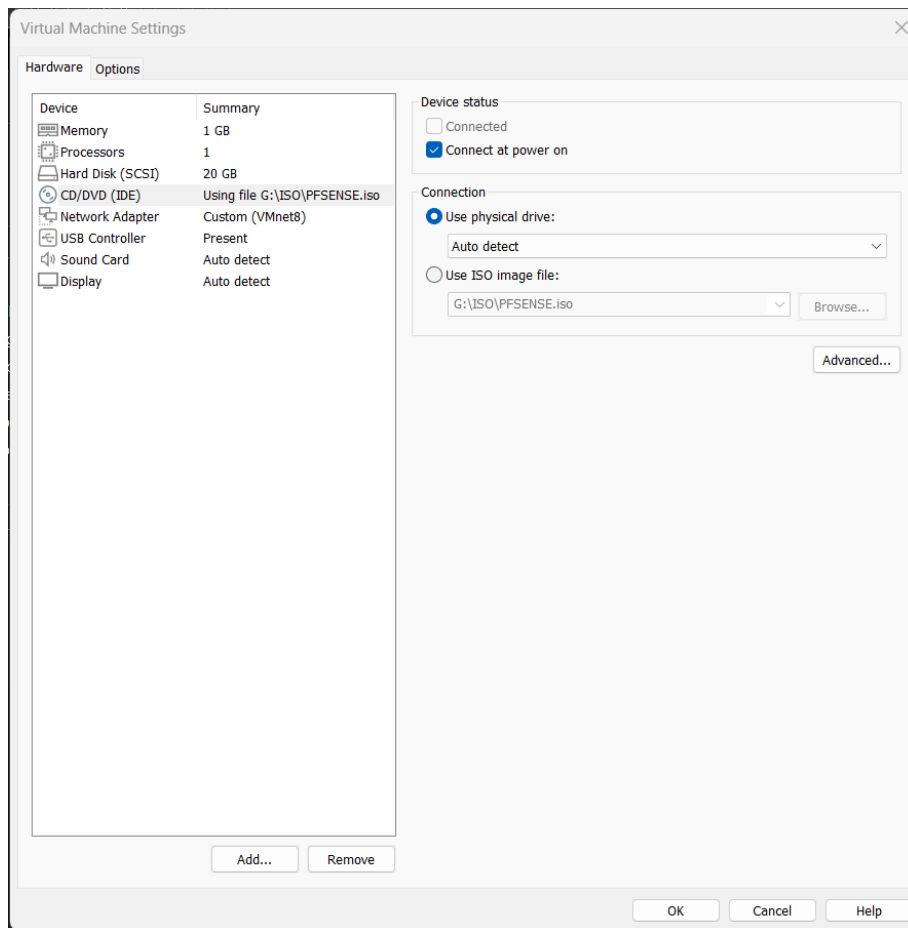 Virtual Machine Settings
Hardware Options
Device Summary
Memory 1 GB
Processors 1
Hard Disk (SCSI) 20 GB
CD/DVD (IDE) Using file G:\ISO\PFSENSE.iso
Network Adapter Custom (VMnet8)
USB Controller Present
Sound Card Auto detect
Display Auto detect
Add... Remove
Device status
Connected
Connect at power on
Connection
Use physical drive:
Auto detect
Use ISO image file:
G:\ISO\PFSENSE.iso Browse...
Advanced...
OK Cancel Help